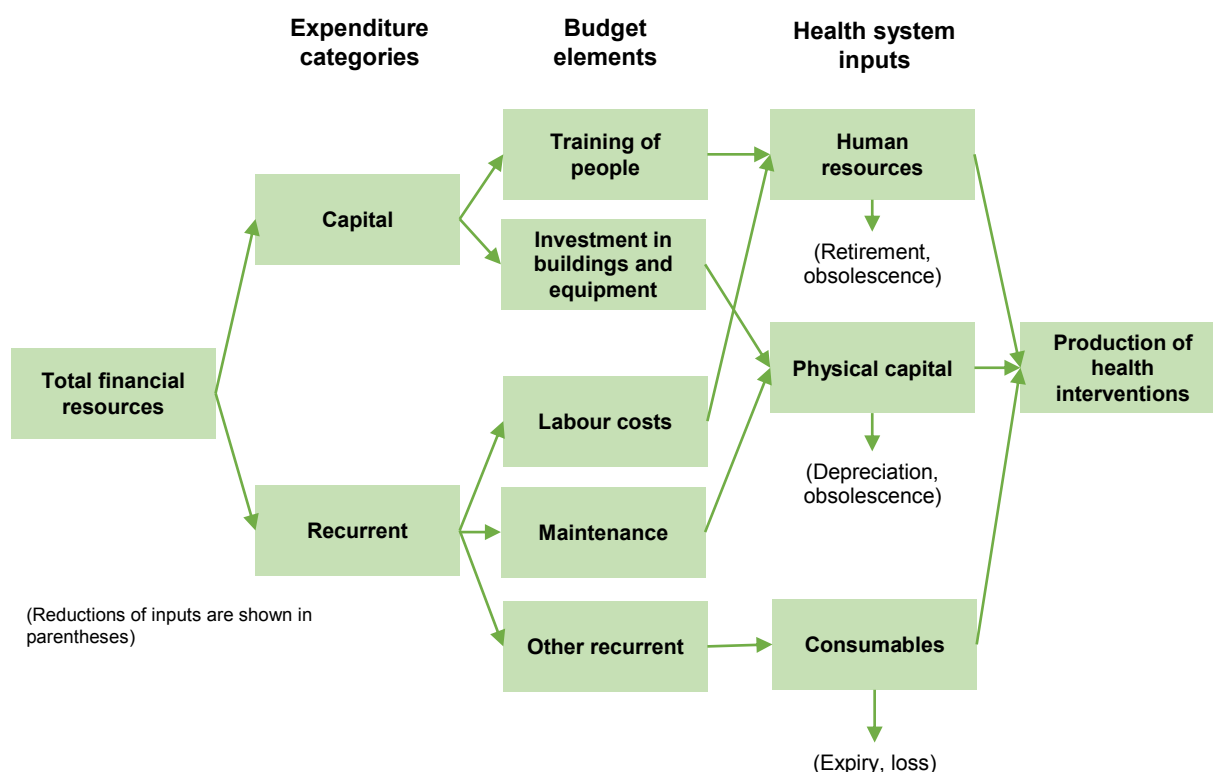 Expenditure
categories
Budget
elements
Health system
inputs
Training of
people
Human
resources
Capital
Investment in
buildings and
equipment
(Retirement,
obsolescence)
Total financial
resources
Physical capital
Production of
health
interventions
Labour costs
(Depreciation,
obsolescence)
Recurrent
Maintenance
(Reductions of inputs are shown in
parentheses)
Other recurrent
Consumables
(Expiry, loss)